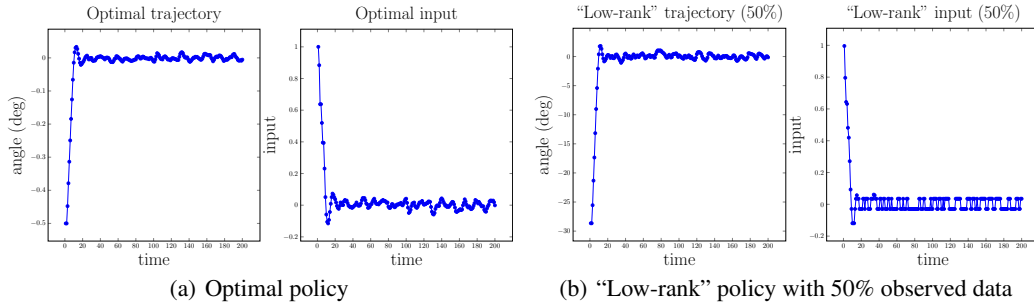 Optimal trajectory
0
−0.1
−0.2
−0.3
−0.4
−0.5
0 20 40 60 80 100 120 140 160 180 200
angle (deg)
time
Optimal input
1
0.8
0.6
0.4
0.2
0
−0.2
0 20 40 60 80 100 120 140 160 180 200
input
time
(a) Optimal policy
“Low-rank” trajectory (50%)
0
−5
−10
−15
−20
−25
−30
0 20 40 60 80 100 120 140 160 180 200
angle (deg)
time
“Low-rank” input (50%)
1
0.8
0.6
0.4
0.2
0
−0.2
0 20 40 60 80 100 120 140 160 180 200
input
time
(b) “Low-rank” policy with 50% observed data